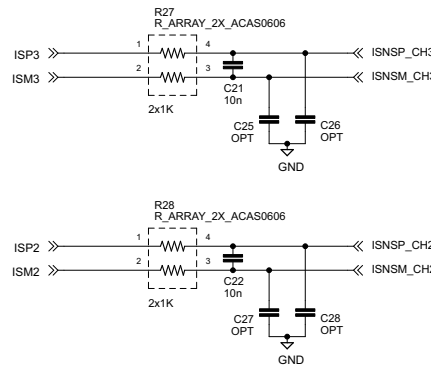 R27
R_ARRAY_2X_ACAS0606
ISP3 1 4 ISNSP_CH3
ISM3 2 3 ISNSM_CH3
C21
10n
2x1K
C25
OPT
C26
OPT
GND
R28
R_ARRAY_2X_ACAS0606
ISP2 1 4 ISNSP_CH2
ISM2 2 3 ISNSM_CH2
C22
10n
2x1K
C27
OPT
C28
OPT
GND